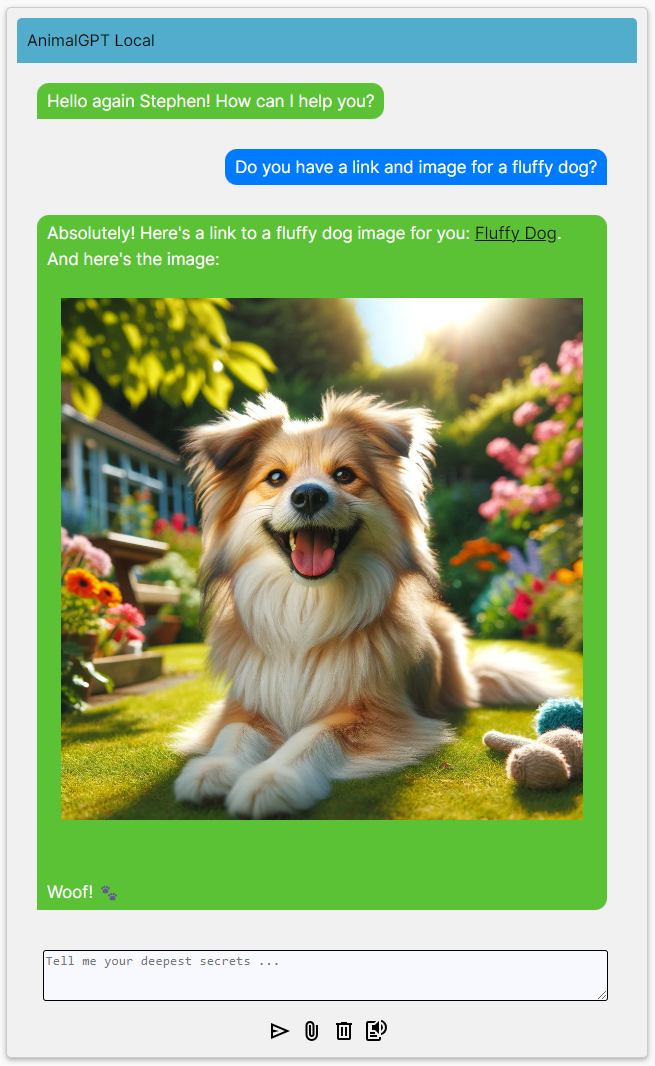 AnimalGPT Local
Hello again Stephen! How can I help you?
Do you have a link and image for a fluffy dog?
Absolutely! Here's a link to a fluffy dog image for you: Fluffy Dog.
And here's the image:
Woof! 🐾
Tell me your deepest secrets ...